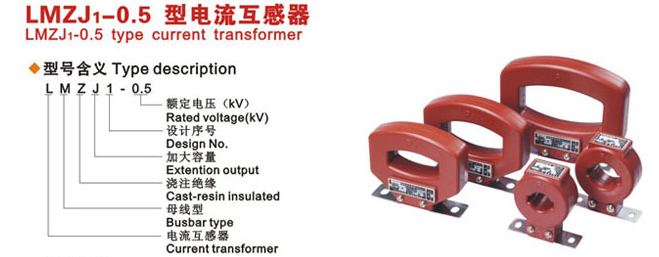 LMZJ1-0.5 型电流互感器
LMZJ1-0.5 type current transformer
型号含义 Type description
L M Z J 1 - 0.5
额定电压（kV）
Rated voltage(kV)
设计序号
Design No.
加大容量
Extention output
浇注绝缘
Cast-resin insulated
母线型
Busbar type
电流互感器
Current transformer